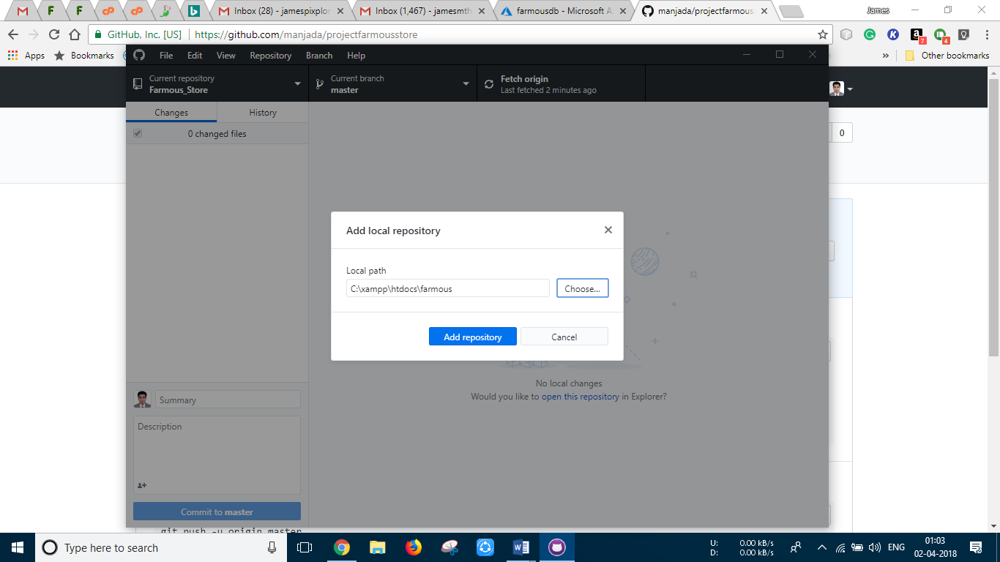 Inbox (28) - jamespixplor
Inbox (1,467) - jamesmth
farmousdb - Microsoft A
manjada/projectfarmous
James
GitHub, Inc. [US]
https://github.com/manjada/projectfarmousstore
7
4
Apps
Bookmarks
»
Other bookmarks
File Edit View Repository Branch Help
Current repository
Farmous_Store
Current branch
master
Fetch origin
Last fetched 2 minutes ago
Changes
History
0 changed files
0
Add local repository
Local path
C:\xampp\htdocs\farmous
Choose...
Add repository
Cancel
No local changes
Would you like to open this repository in Explorer?
Summary
Description
Commit to master
git push -u origin master
Type here to search
U: 0.00 kB/s
D: 0.00 kB/s
ENG
01:03
02-04-2018